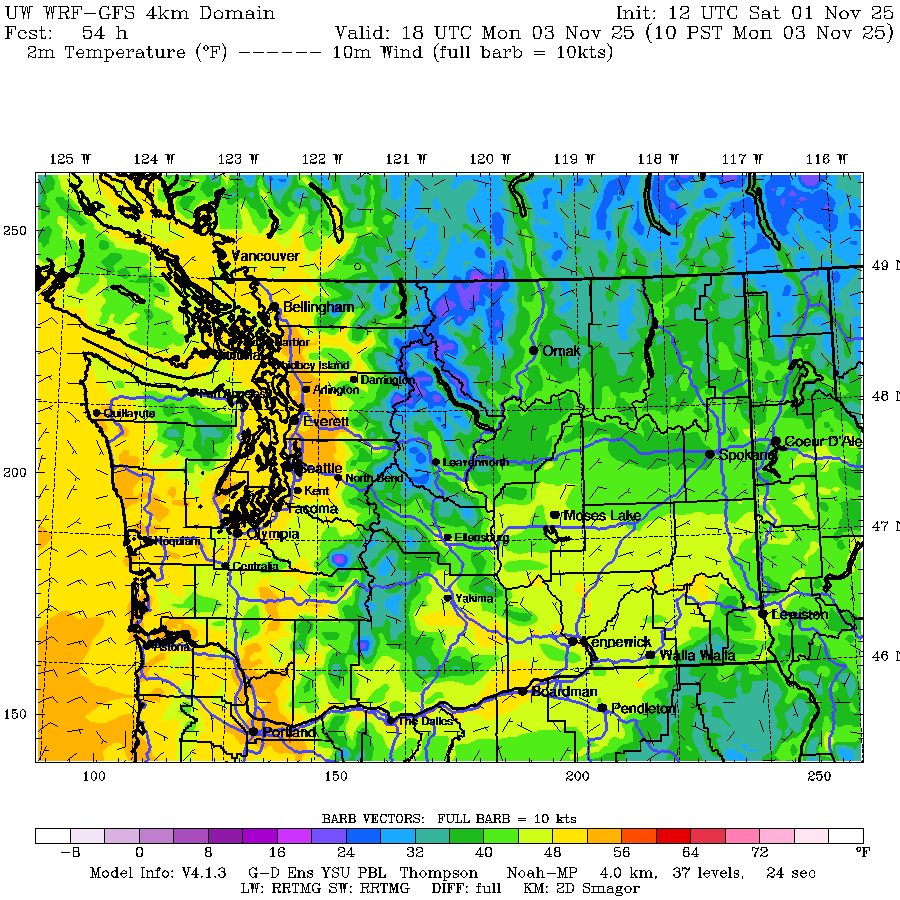 UW WRF-GFS 4km Domain Init: 12 UTC Sat 01 Nov 25
Fcst: 54 h Valid: 18 UTC Mon 03 Nov 25 (10 PST Mon 03 Nov 25)
2m Temperature (°F) ------ 10m Wind (full barb = 10kts)
125 W 124 W 123 W 122 W 121 W 120 W 119 W 118 W 117 W 116 W
250
Vancouver
49 N
Bellingham
Harbor
Omak
Whidbey Island
Darrington
Arlington
48 N
Port Angeles
Quillayute
Everett
Coeur D'Alene
Spokane
Leavenworth
200
Seattle
North Bend
Kent
Tacoma
Moses Lake
47 N
Olympia
Hoquiam
Ellensburg
Centralia
Yakima
Lewiston
Kennewick
Astoria
Walla Walla
46 N
Boardman
Pendleton
150
The Dalles
Portland
100 150 200 250
BARB VECTORS: FULL BARB = 10 kts
-8 0 8 16 24 32 40 48 56 64 72 °F
Model Info: V4.1.3 G-D Ens YSU PBL Thompson Noah-MP 4.0 km, 37 levels, 24 sec
LW: RRTMG SW: RRTMG DIFF: full KM: 2D Smagor